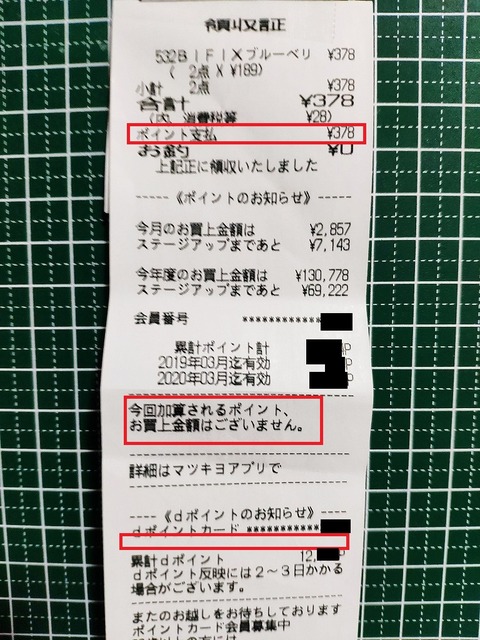 領収証
532BIFIXブルーベリ ¥378
( 2点 X ¥189)
小計 2点 ¥378
合計 ¥378
(内 消費税等 ¥28)
ポイント支払 ¥378
お釣 ¥0
上記正に領収いたしました
-----《ポイントのお知らせ》-----
今月のお買上金額は ¥2,857
ステージアップまであと ¥7,143
今年度のお買上金額は ¥130,778
ステージアップまであと ¥69,222
会員番号 ************
累計ポイント計 P
2019年03月迄有効 P
2020年03月迄有効 P
今回加算されるポイント、
お買上金額はございません。
詳細はマツキヨアプリで
-----《dポイントのお知らせ》-----
dポイントカード ***********
累計dポイント 12, P
dポイント反映には2～3日かかる
場合がございます。
またのお越しをお待ちしております
ポイントカード会員募集中